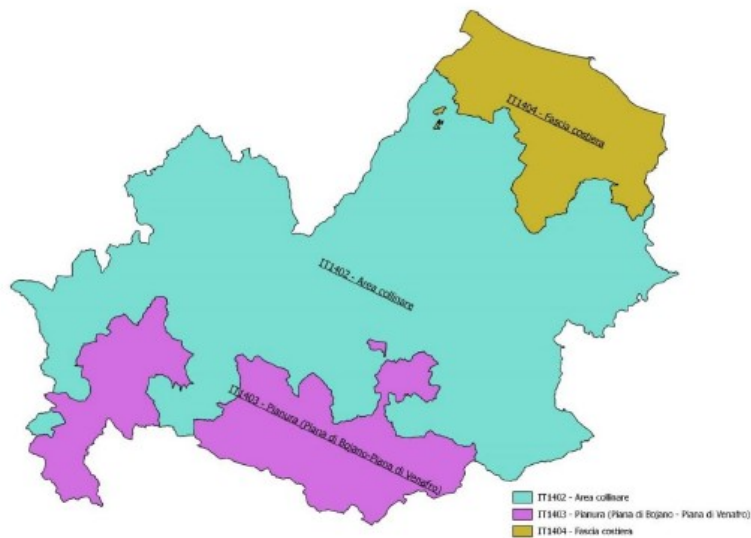 IT1404 - Fascia costiera
IT1402 - Area collinare
IT1403 - Pianura (Piana di Bojano-Piana di Venafro)
IT1402 - Area collinare
IT1403 - Pianura (Piana di Bojano - Piana di Venafro)
IT1404 - Fascia costiera